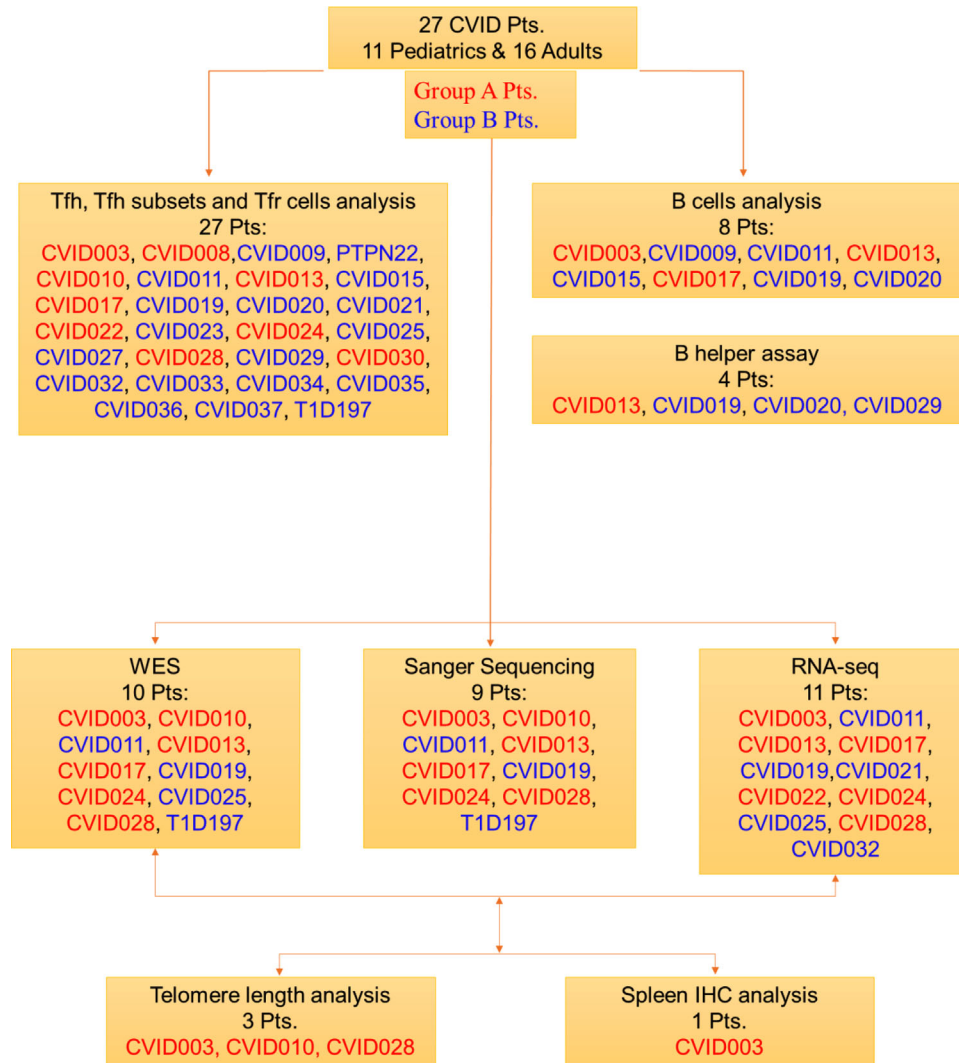 27 CVID Pts.
11 Pediatrics & 16 Adults
Group A Pts.
Group B Pts.
Tfh, Tfh subsets and Tfr cells analysis
27 Pts:
CVID003, CVID008,CVID009, PTPN22,
CVID010, CVID011, CVID013, CVID015,
CVID017, CVID019, CVID020, CVID021,
CVID022, CVID023, CVID024, CVID025,
CVID027, CVID028, CVID029, CVID030,
CVID032, CVID033, CVID034, CVID035,
CVID036, CVID037, T1D197
B cells analysis
8 Pts:
CVID003,CVID009, CVID011, CVID013,
CVID015, CVID017, CVID019, CVID020
B helper assay
4 Pts:
CVID013, CVID019, CVID020, CVID029
WES
10 Pts:
CVID003, CVID010,
CVID011, CVID013,
CVID017, CVID019,
CVID024, CVID025,
CVID028, T1D197
Sanger Sequencing
9 Pts:
CVID003, CVID010,
CVID011, CVID013,
CVID017, CVID019,
CVID024, CVID028,
T1D197
RNA-seq
11 Pts:
CVID003, CVID011,
CVID013, CVID017,
CVID019,CVID021,
CVID022, CVID024,
CVID025, CVID028,
CVID032
Telomere length analysis
3 Pts.
CVID003, CVID010, CVID028
Spleen IHC analysis
1 Pts.
CVID003